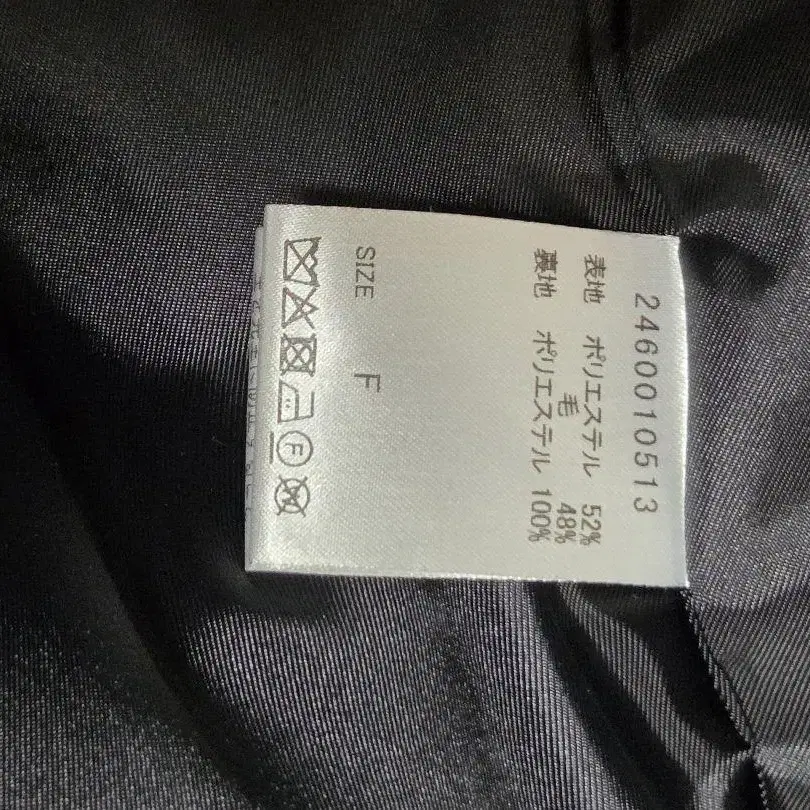 2460010513
表地 ポリエステル 52%
毛 48%
裏地 ポリエステル 100%
SIZE F
F